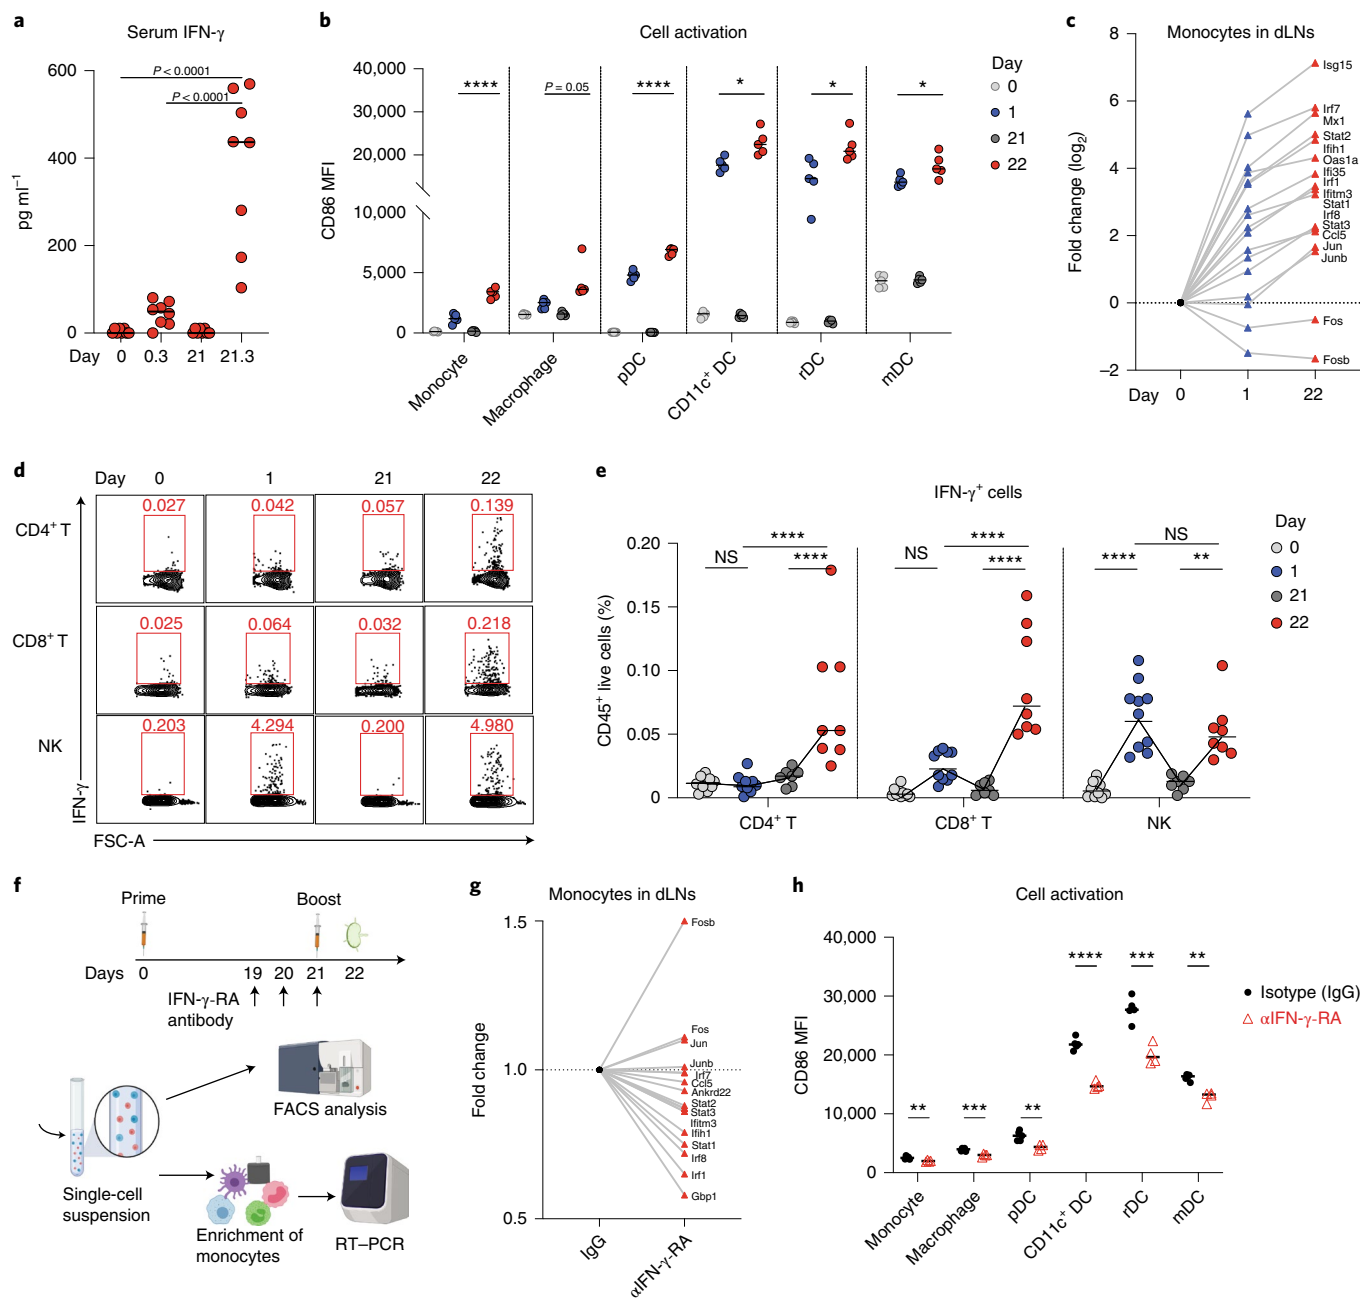 a
Serum IFN-γ
P < 0.0001
P < 0.0001
pg ml⁻¹
600
400
200
0
Day 0 0.3 21 21.3
b
Cell activation
CD86 MFI
40,000
30,000
20,000
10,000
5,000
0
**** P = 0.05 **** * * *
Monocyte
Macrophage
pDC
CD11c⁺ DC
rDC
mDC
Day
0
1
21
22
c
Monocytes in dLNs
Fold change (log₂)
8
6
4
2
0
−2
Day 0 1 22
Isg15
Irf7
Mx1
Stat2
Ifih1
Oas1a
Ifi35
Irf1
Ifitm3
Stat1
Irf8
Stat3
Ccl5
Jun
Junb
Fos
Fosb
d
Day 0 1 21 22
CD4⁺ T
0.027 0.042 0.057 0.139
CD8⁺ T
0.025 0.064 0.032 0.218
NK
0.203 4.294 0.200 4.980
IFN-γ
FSC-A
e
IFN-γ⁺ cells
CD45⁺ live cells (%)
0.20
0.15
0.10
0.05
0
NS **** ****
NS **** ****
**** NS **
CD4⁺ T CD8⁺ T NK
Day
0
1
21
22
f
Prime Boost
Days 0 19 20 21 22
IFN-γ-RA
antibody
FACS analysis
Single-cell
suspension
Enrichment of
monocytes
RT–PCR
g
Monocytes in dLNs
Fold change
1.5
1.0
0.5
IgG
αIFN-γ-RA
Fosb
Fos
Jun
Junb
Irf7
Ccl5
Ankrd22
Stat2
Stat3
Ifitm3
Ifih1
Stat1
Irf8
Irf1
Gbp1
h
Cell activation
CD86 MFI
40,000
30,000
20,000
10,000
0
** *** ** **** *** **
Monocyte
Macrophage
pDC
CD11c⁺ DC
rDC
mDC
Isotype (IgG)
αIFN-γ-RA